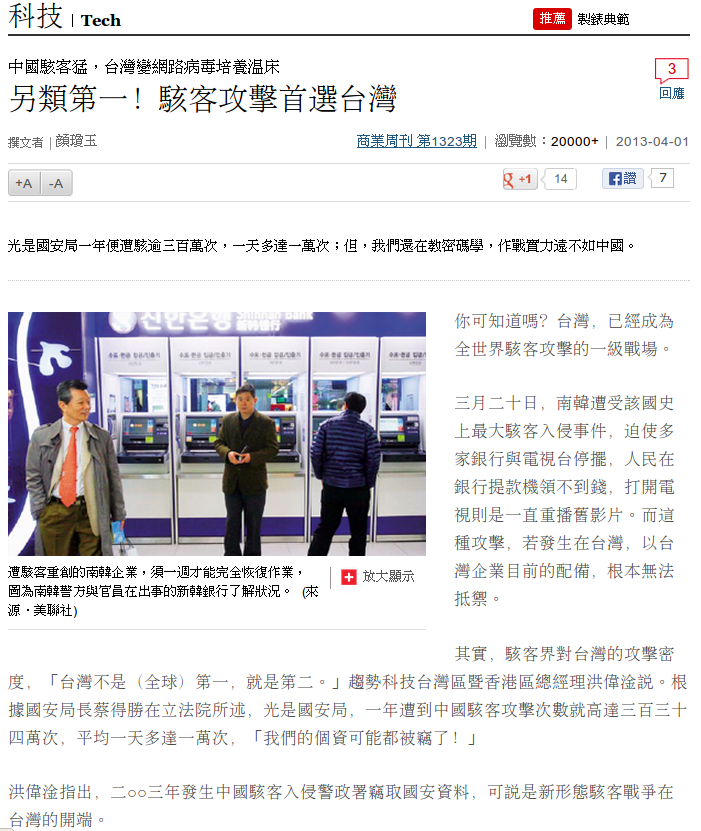 科技 | Tech
推薦 製錶典範
中國駭客猛，台灣變網路病毒培養溫床
另類第一！駭客攻擊首選台灣
3
回應
撰文者 | 顏瓊玉
商業周刊 第1323期 | 瀏覽數：20000+ | 2013-04-01
+A -A
+1 14
讚 7
光是國安局一年便遭駭逾三百萬次，一天多達一萬次；但，我們還在教密碼學，作戰實力遠不如中國。
신한은행 Shinhan Bank
你可知道嗎？台灣，已經成為
全世界駭客攻擊的一級戰場。
三月二十日，南韓遭受該國史
上最大駭客入侵事件，迫使多
家銀行與電視台停擺，人民在
銀行提款機領不到錢，打開電
視則是一直重播舊影片。而這
種攻擊，若發生在台灣，以台
灣企業目前的配備，根本無法
抵禦。
遭駭客重創的南韓企業，須一週才能完全恢復作業，
圖為南韓警方與官員在出事的新韓銀行了解狀況。 (來
源．美聯社)
放大顯示
其實，駭客界對台灣的攻擊密
度，「台灣不是（全球）第一，就是第二。」趨勢科技台灣區暨香港區總經理洪偉淦說。根
據國安局長蔡得勝在立法院所述，光是國安局，一年遭到中國駭客攻擊次數就高達三百三十
四萬次，平均一天多達一萬次，「我們的個資可能都被竊了！」
洪偉淦指出，二○○三年發生中國駭客入侵警政署竊取國安資料，可說是新形態駭客戰爭在
台灣的開端。